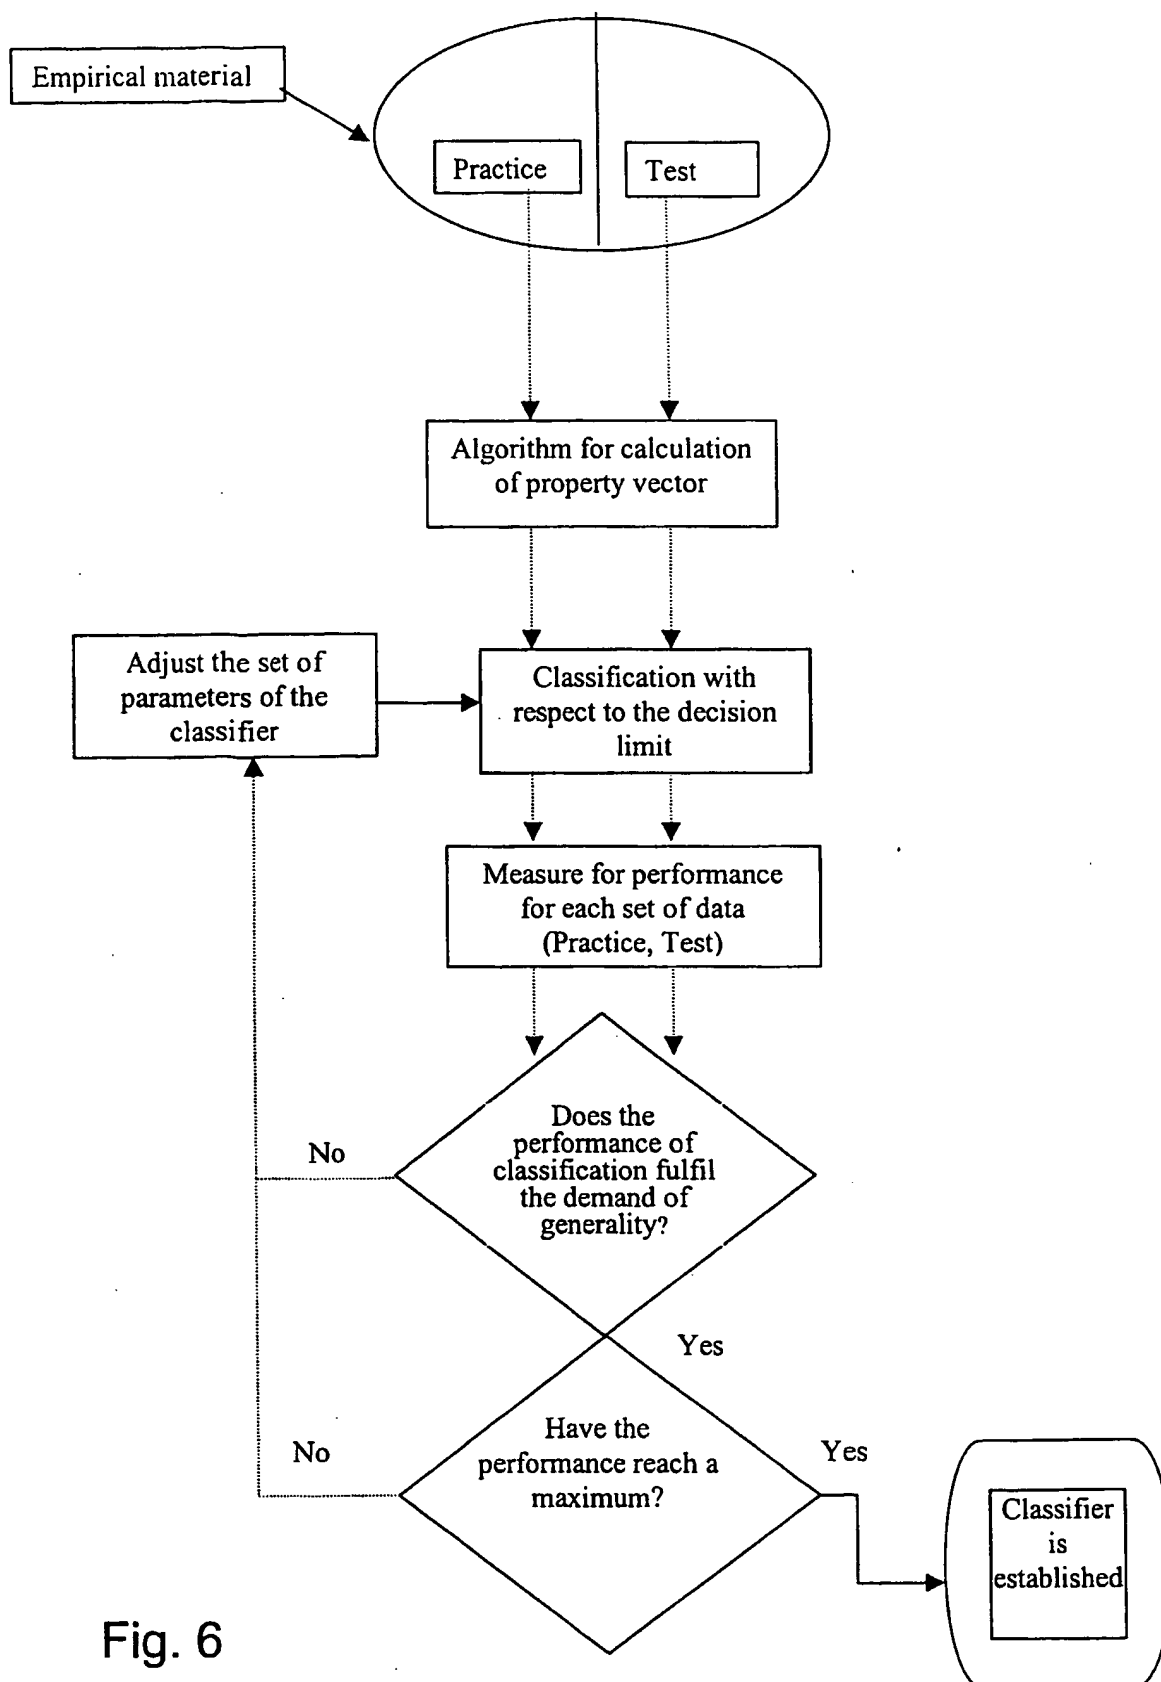 Empirical material
Practice
Test
Algorithm for calculation
of property vector
Adjust the set of
parameters of the
classifier
Classification with
respect to the decision
limit
Measure for performance
for each set of data
(Practice, Test)
Does the
performance of
classification fulfil
the demand of
generality?
No
Yes
Have the
performance reach a
maximum?
No
Yes
Classifier
is
established
Fig. 6